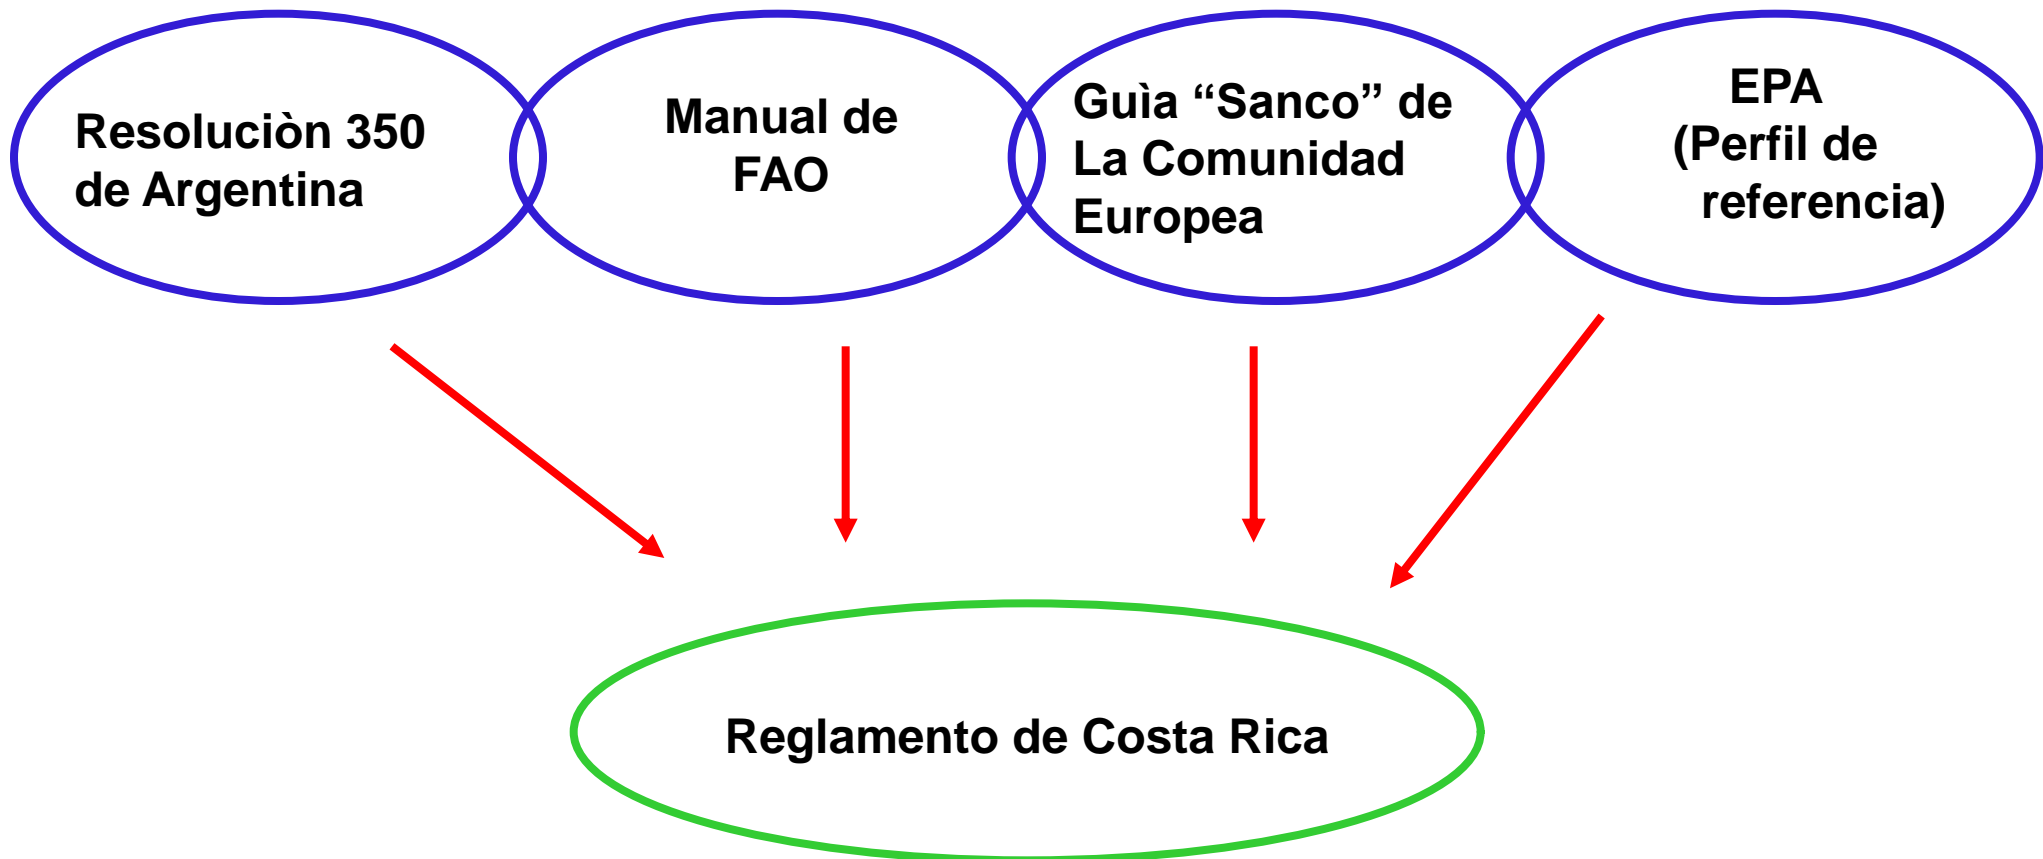 Resoluciòn 350
de Argentina
Manual de
FAO
Guìa “Sanco” de
La Comunidad
Europea
EPA
(Perfil de
referencia)
Reglamento de Costa Rica